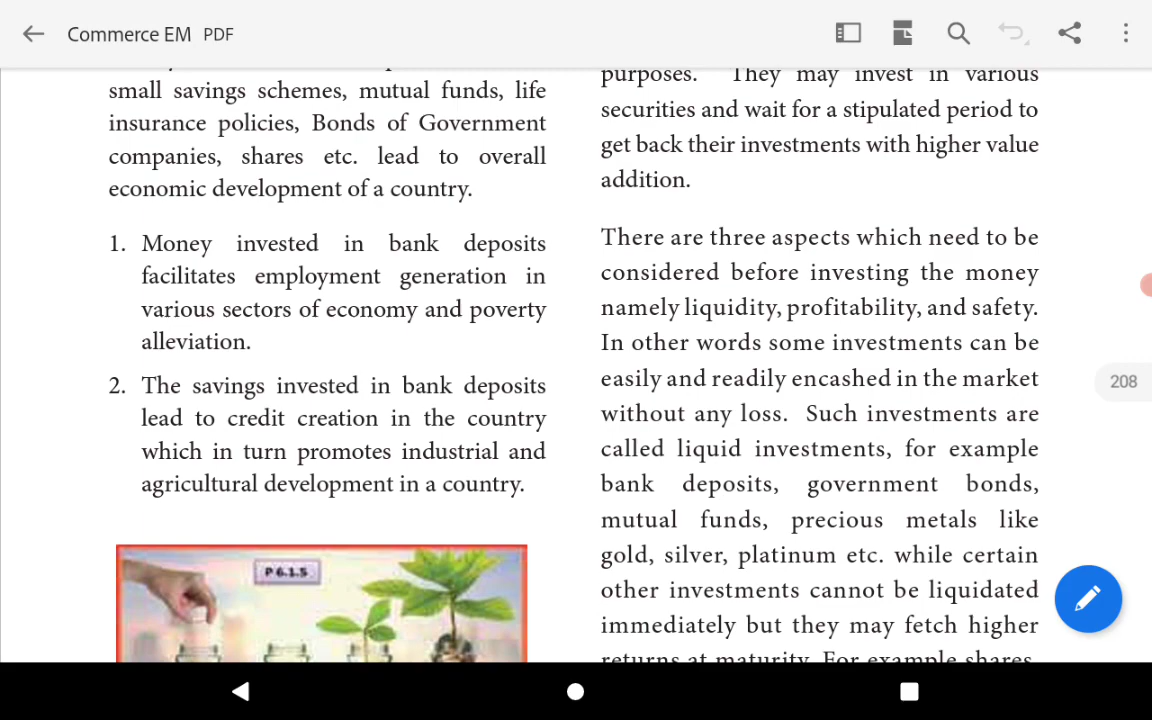 Commerce EM PDF
small savings schemes, mutual funds, life
insurance policies, Bonds of Government
companies, shares etc. lead to overall
economic development of a country.
1. Money invested in bank deposits
facilitates employment generation in
various sectors of economy and poverty
alleviation.
2. The savings invested in bank deposits
lead to credit creation in the country
which in turn promotes industrial and
agricultural development in a country.
P 6.1.5
purposes. They may invest in various
securities and wait for a stipulated period to
get back their investments with higher value
addition.
There are three aspects which need to be
considered before investing the money
namely liquidity, profitability, and safety.
In other words some investments can be
easily and readily encashed in the market
without any loss. Such investments are
called liquid investments, for example
bank deposits, government bonds,
mutual funds, precious metals like
gold, silver, platinum etc. while certain
other investments cannot be liquidated
immediately but they may fetch higher
returns at maturity. For example shares,
208